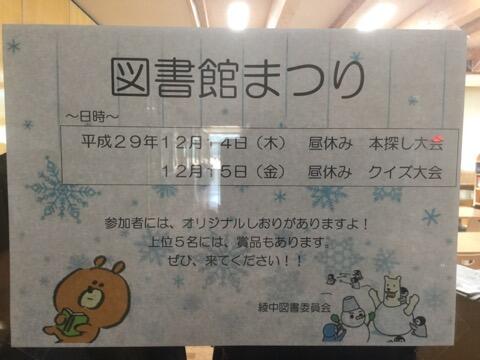 図書館まつり
～日時～
平成29年12月14日（木）　昼休み　本探し大会
12月15日（金）　昼休み　クイズ大会
参加者には、オリジナルしおりがありますよ！
上位５名には、賞品もあります。
ぜひ、来てください！！
綾中図書委員会